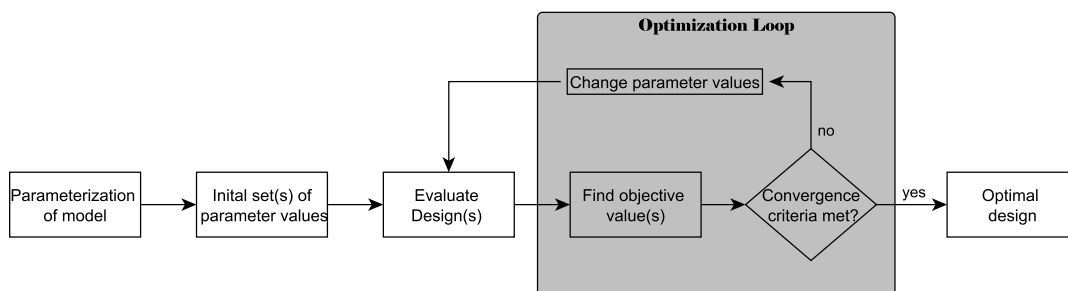 Optimization Loop
Change parameter values
no
Parameterization
of model
Inital set(s) of
parameter values
Evaluate
Design(s)
Find objective
value(s)
Convergence
criteria met?
yes
Optimal
design